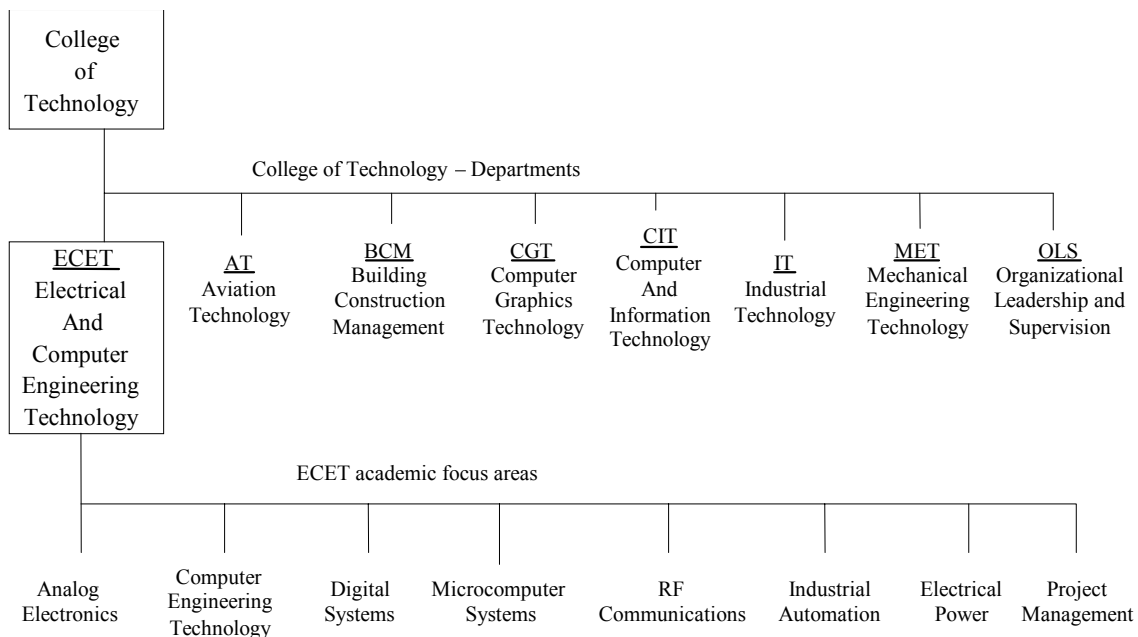 College
of
Technology
College of Technology – Departments
ECET
Electrical
And
Computer
Engineering
Technology
AT
Aviation
Technology
BCM
Building
Construction
Management
CGT
Computer
Graphics
Technology
CIT
Computer
And
Information
Technology
IT
Industrial
Technology
MET
Mechanical
Engineering
Technology
OLS
Organizational
Leadership and
Supervision
ECET academic focus areas
Analog
Electronics
Computer
Engineering
Technology
Digital
Systems
Microcomputer
Systems
RF
Communications
Industrial
Automation
Electrical
Power
Project
Management